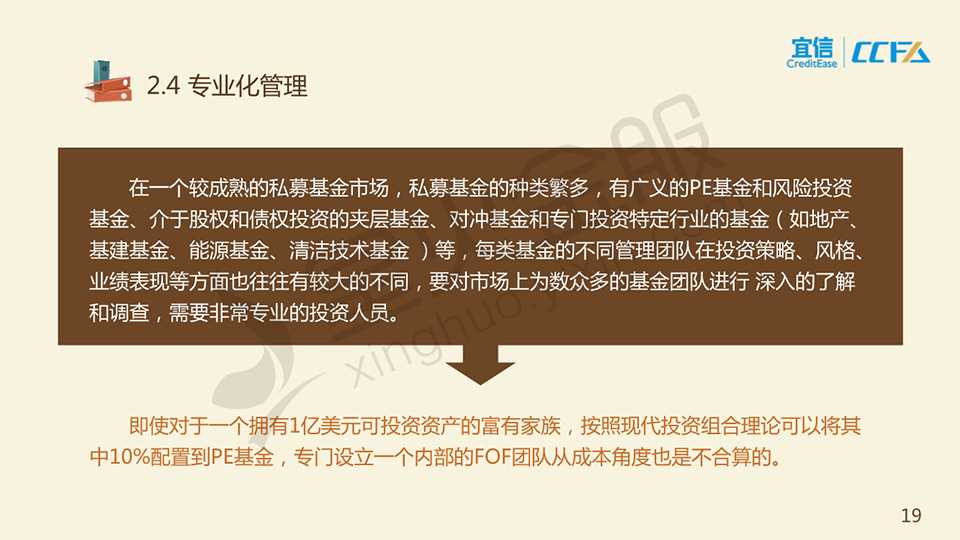 宜信
CreditEase
CCFA
2.4 专业化管理
在一个较成熟的私募基金市场，私募基金的种类繁多，有广义的PE基金和风险投资
基金、介于股权和债权投资的夹层基金、对冲基金和专门投资特定行业的基金（如地产、
基建基金、能源基金、清洁技术基金 ）等，每类基金的不同管理团队在投资策略、风格、
业绩表现等方面也往往有较大的不同，要对市场上为数众多的基金团队进行 深入的了解
和调查，需要非常专业的投资人员。
即使对于一个拥有1亿美元可投资资产的富有家族，按照现代投资组合理论可以将其
中10%配置到PE基金，专门设立一个内部的FOF团队从成本角度也是不合算的。
19